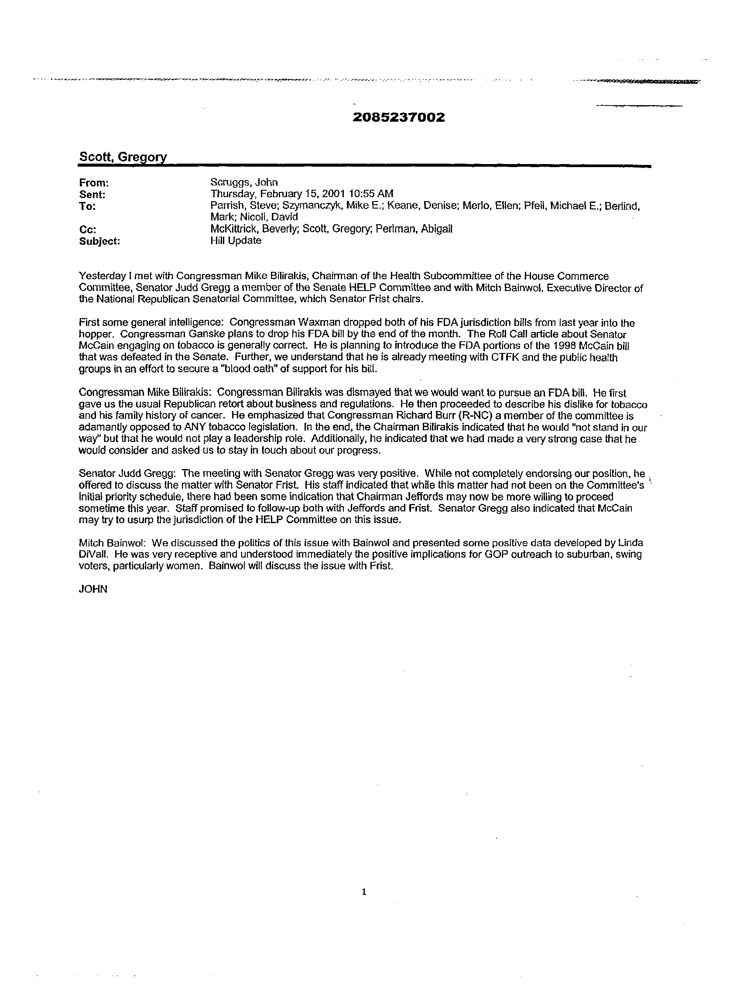 2085237002
Scott, Gregory
From: Scruggs, John
Sent: Thursday, February 15, 2001 10:55 AM
To: Parrish, Steve; Szymanczyk, Mike E.; Keane, Denise; Merlo, Ellen; Pfeil, Michael E.; Berlind,
Mark; Nicoli, David
Cc: McKittrick, Beverly; Scott, Gregory; Perlman, Abigail
Subject: Hill Update
Yesterday I met with Congressman Mike Bilirakis, Chairman of the Health Subcommittee of the House Commerce
Committee, Senator Judd Gregg a member of the Senate HELP Committee and with Mitch Bainwol, Executive Director of
the National Republican Senatorial Committee, which Senator Frist chairs.
First some general intelligence: Congressman Waxman dropped both of his FDA jurisdiction bills from last year into the
hopper. Congressman Ganske plans to drop his FDA bill by the end of the month. The Roll Call article about Senator
McCain engaging on tobacco is generally correct. He is planning to introduce the FDA portions of the 1998 McCain bill
that was defeated in the Senate. Further, we understand that he is already meeting with CTFK and the public health
groups in an effort to secure a "blood oath" of support for his bill.
Congressman Mike Bilirakis: Congressman Bilirakis was dismayed that we would want to pursue an FDA bill. He first
gave us the usual Republican retort about business and regulations. He then proceeded to describe his dislike for tobacco
and his family history of cancer. He emphasized that Congressman Richard Burr (R-NC) a member of the committee is
adamantly opposed to ANY tobacco legislation. In the end, the Chairman Bilirakis indicated that he would "not stand in our
way" but that he would not play a leadership role. Additionally, he indicated that we had made a very strong case that he
would consider and asked us to stay in touch about our progress.
Senator Judd Gregg: The meeting with Senator Gregg was very positive. While not completely endorsing our position, he
offered to discuss the matter with Senator Frist. His staff indicated that while this matter had not been on the Committee's
initial priority schedule, there had been some indication that Chairman Jeffords may now be more willing to proceed
sometime this year. Staff promised to follow-up both with Jeffords and Frist. Senator Gregg also indicated that McCain
may try to usurp the jurisdiction of the HELP Committee on this issue.
Mitch Bainwol: We discussed the politics of this issue with Bainwol and presented some positive data developed by Linda
DiVall. He was very receptive and understood immediately the positive implications for GOP outreach to suburban, swing
voters, particularly women. Bainwol will discuss the issue with Frist.
JOHN
1